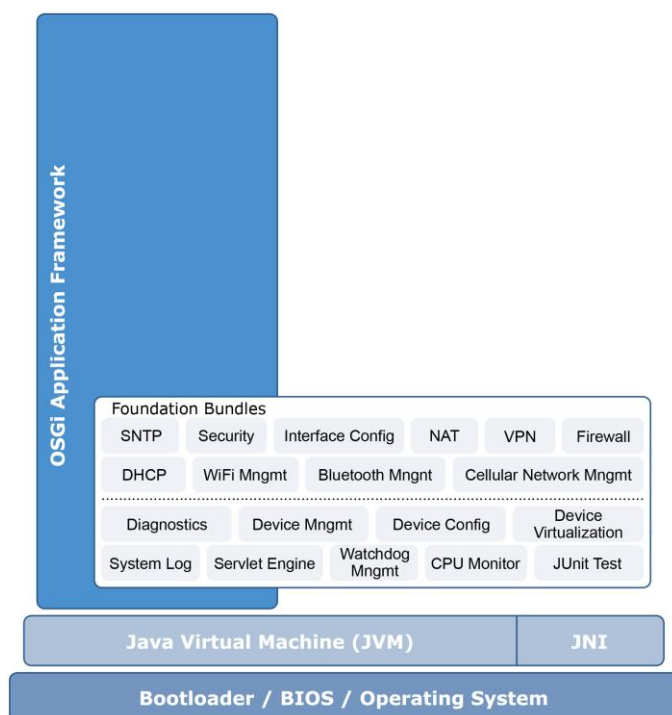 OSGi Application Framework
Foundation Bundles
SNTP Security Interface Config NAT VPN Firewall
DHCP WiFi Mngmt Bluetooth Mngnt Cellular Network Mgmt
Diagnostics Device Mngmt Device Config Device
Virtualization
System Log Servlet Engine Watchdog
Mngmt CPU Monitor JUnit Test
Java Virtual Machine (JVM) JNI
Bootloader / BIOS / Operating System